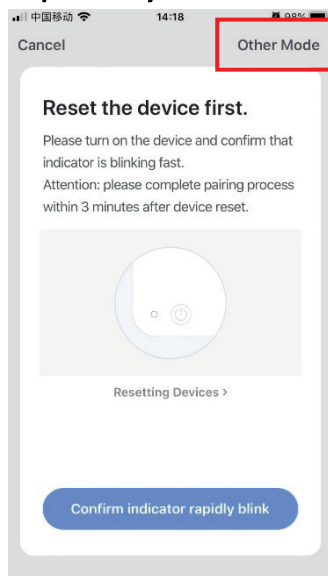 中国移动 14:18 98%
Cancel Other Mode
Reset the device first.
Please turn on the device and confirm that
indicator is blinking fast.
Attention: please complete pairing process
within 3 minutes after device reset.
Resetting Devices >
Confirm indicator rapidly blink